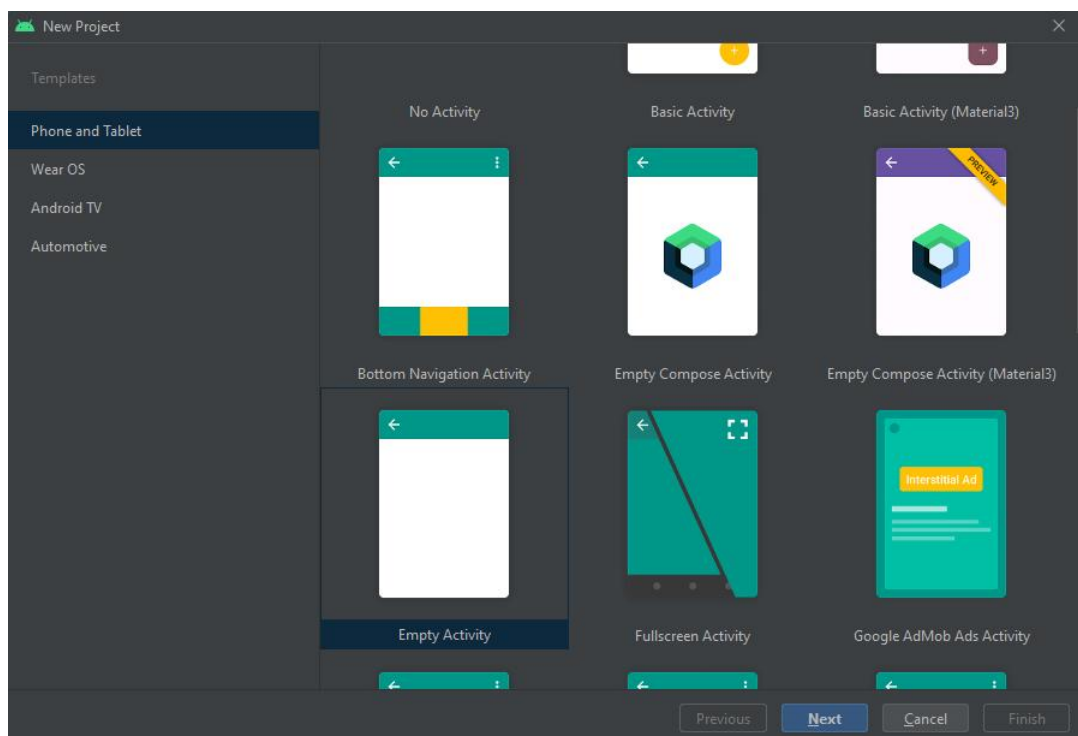 New Project
Templates
Phone and Tablet
Wear OS
Android TV
Automotive
No Activity
Basic Activity
Basic Activity (Material3)
PREVIEW
Bottom Navigation Activity
Empty Compose Activity
Empty Compose Activity (Material3)
Interstitial Ad
Empty Activity
Fullscreen Activity
Google AdMob Ads Activity
Previous
Next
Cancel
Finish